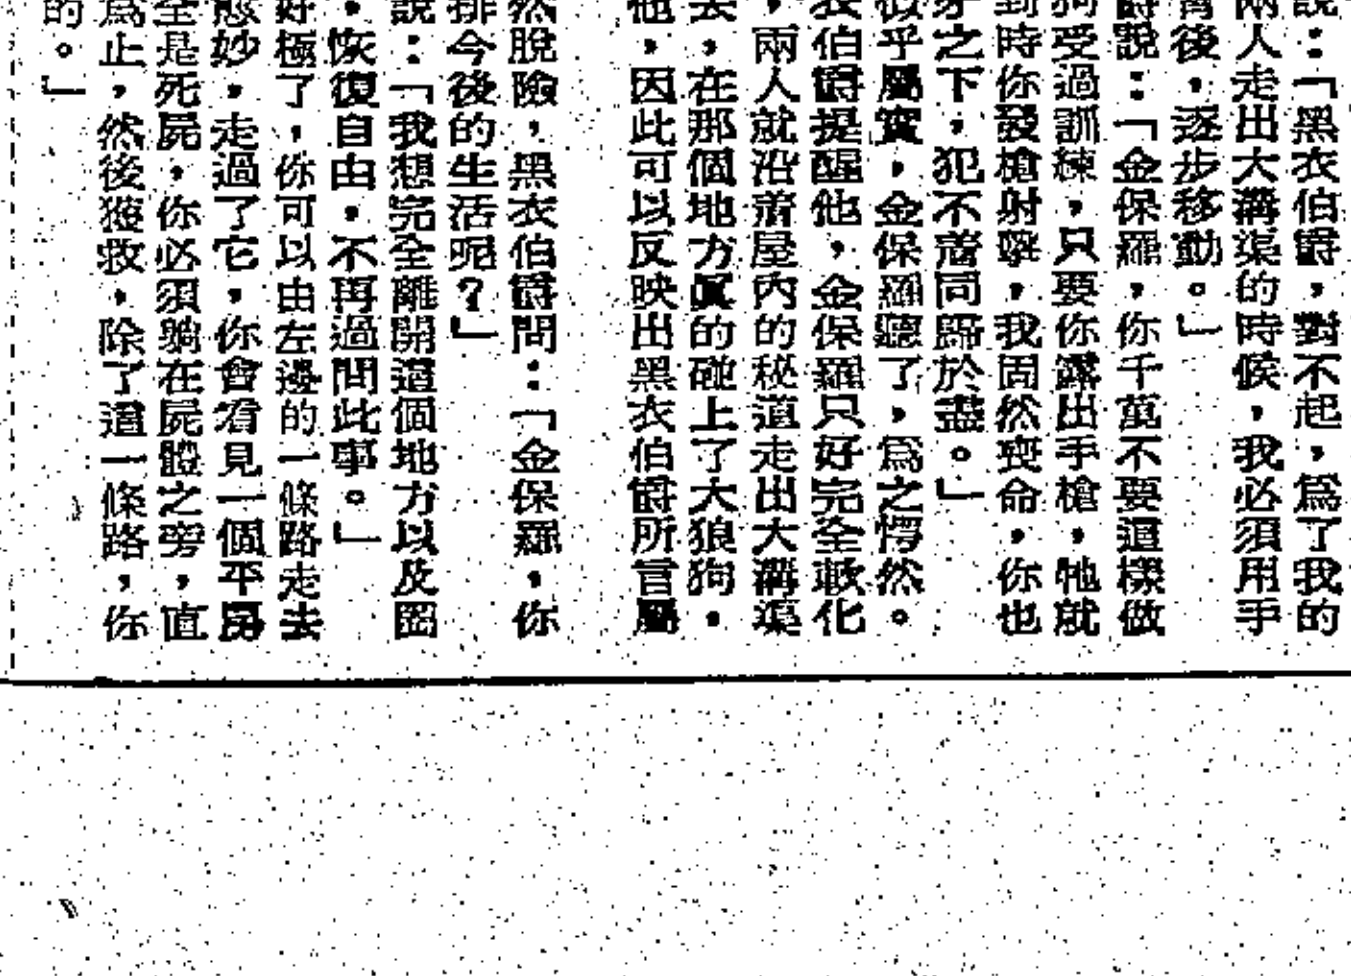 說：「黑衣伯爵，對不起，爲了我的
兩人走出大溝渠的時候，我必須用手
背後，逐步移動。」
爵說：「金保羅，你千萬不要這樣做
狗受過訓練，只要你露出手槍，牠就
到時你發槍射擊，我固然喪命，你也
牙之下，犯不着同歸於盡。」
似乎屬實，金保羅聽了，爲之愕然。
衣伯爵提醒他，金保羅只好完全軟化
，兩人就沿着屋內的秘道走出大溝渠
去，在那個地方眞的碰上了大狼狗。
他，因此可以反映出黑衣伯爵所言屬
然脫險，黑衣伯爵問：「金保羅，你
排今後的生活呢？」
說：「我想完全離開這個地方以及圈
，恢復自由，不再過問此事。」
好極了，你可以由左邊的一條路走去
愈妙，走過了它，你會看見一個平房
全是死屍，你必須躺在屍體之旁，直
爲止，然後獲救，除了這一條路，你
的。」